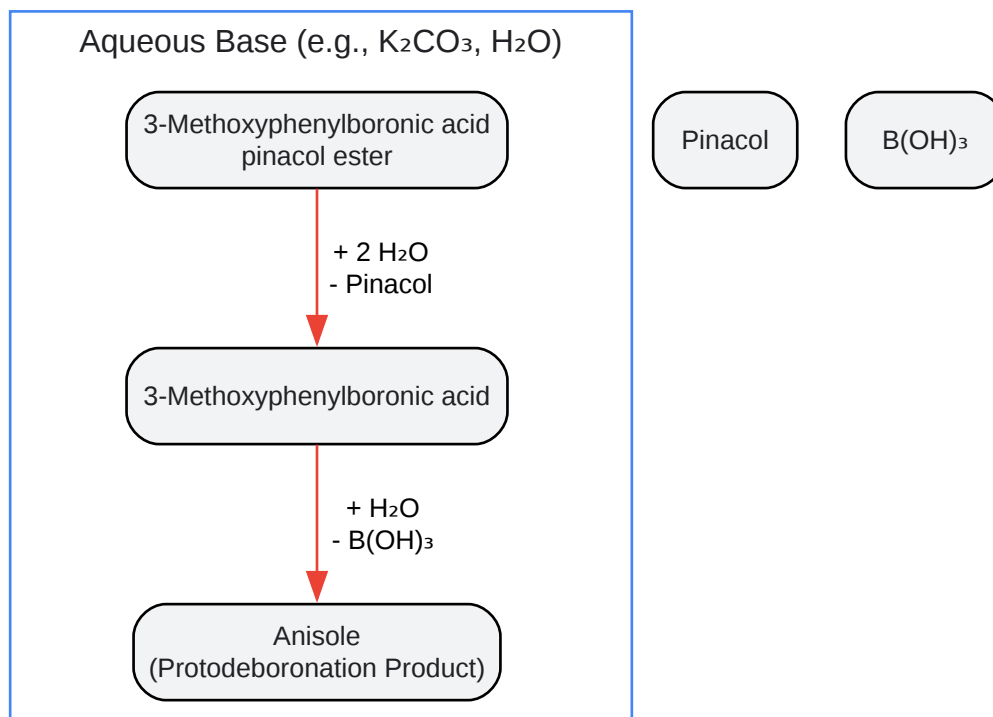 Aqueous Base (e.g., K₂CO₃, H₂O)
3-Methoxyphenylboronic acid
pinacol ester
Pinacol
B(OH)₃
+ 2 H₂O
- Pinacol
3-Methoxyphenylboronic acid
+ H₂O
- B(OH)₃
Anisole
(Protodeboronation Product)